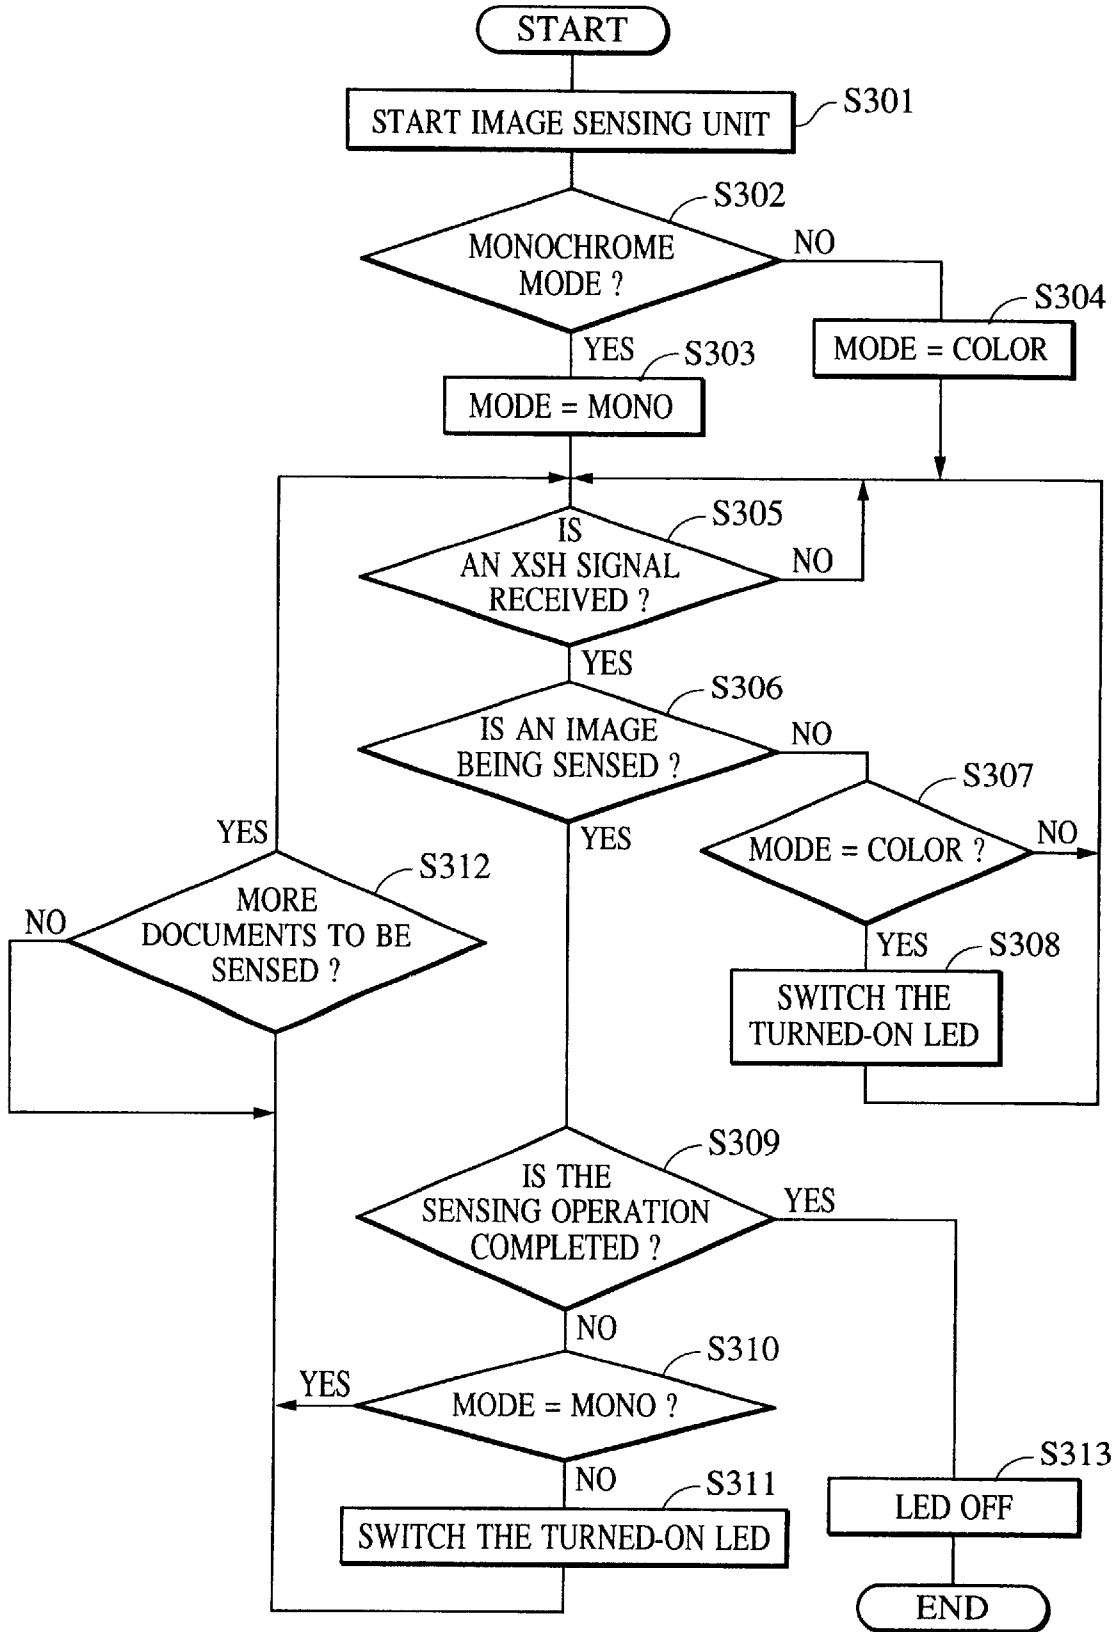 START
START IMAGE SENSING UNIT
S301
MONOCHROME
MODE ?
S302
NO
YES
S303
MODE = MONO
S304
MODE = COLOR
IS
AN XSH SIGNAL
RECEIVED ?
S305
NO
YES
IS AN IMAGE
BEING SENSED ?
S306
NO
YES
S307
MODE = COLOR ?
NO
YES
S308
SWITCH THE
TURNED-ON LED
YES
S312
MORE
DOCUMENTS TO BE
SENSED ?
NO
S309
IS THE
SENSING OPERATION
COMPLETED ?
YES
NO
S310
MODE = MONO ?
YES
NO
S311
SWITCH THE TURNED-ON LED
S313
LED OFF
END